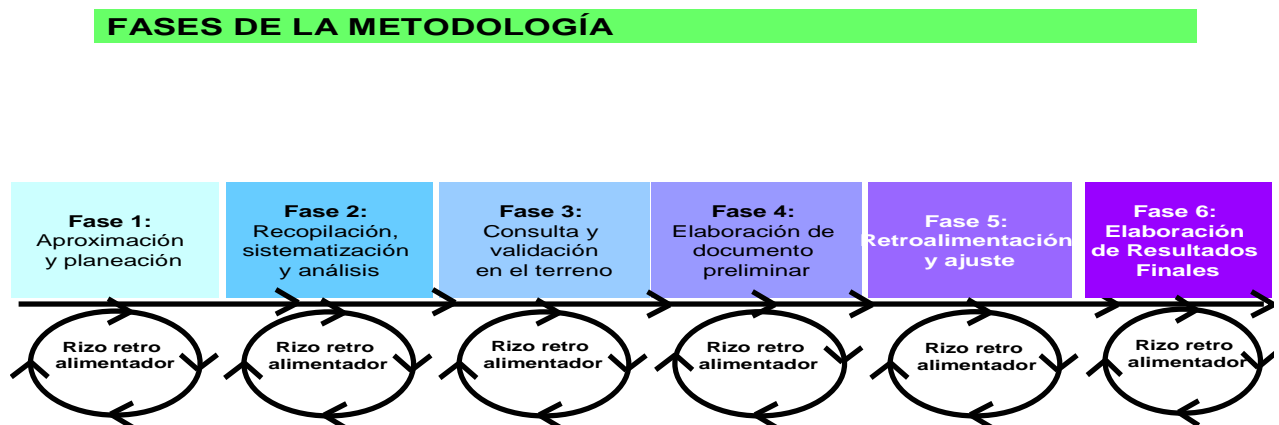 FASES DE LA METODOLOGÍA
Fase 1:
Aproximación
y planeación
Fase 2:
Recopilación,
sistematización
y análisis
Fase 3:
Consulta y
validación
en el terreno
Fase 4:
Elaboración de
documento
preliminar
Fase 5:
Retroalimentación
y ajuste
Fase 6:
Elaboración
de Resultados
Finales
Rizo retro
alimentador
Rizo retro
alimentador
Rizo retro
alimentador
Rizo retro
alimentador
Rizo retro
alimentador
Rizo retro
alimentador